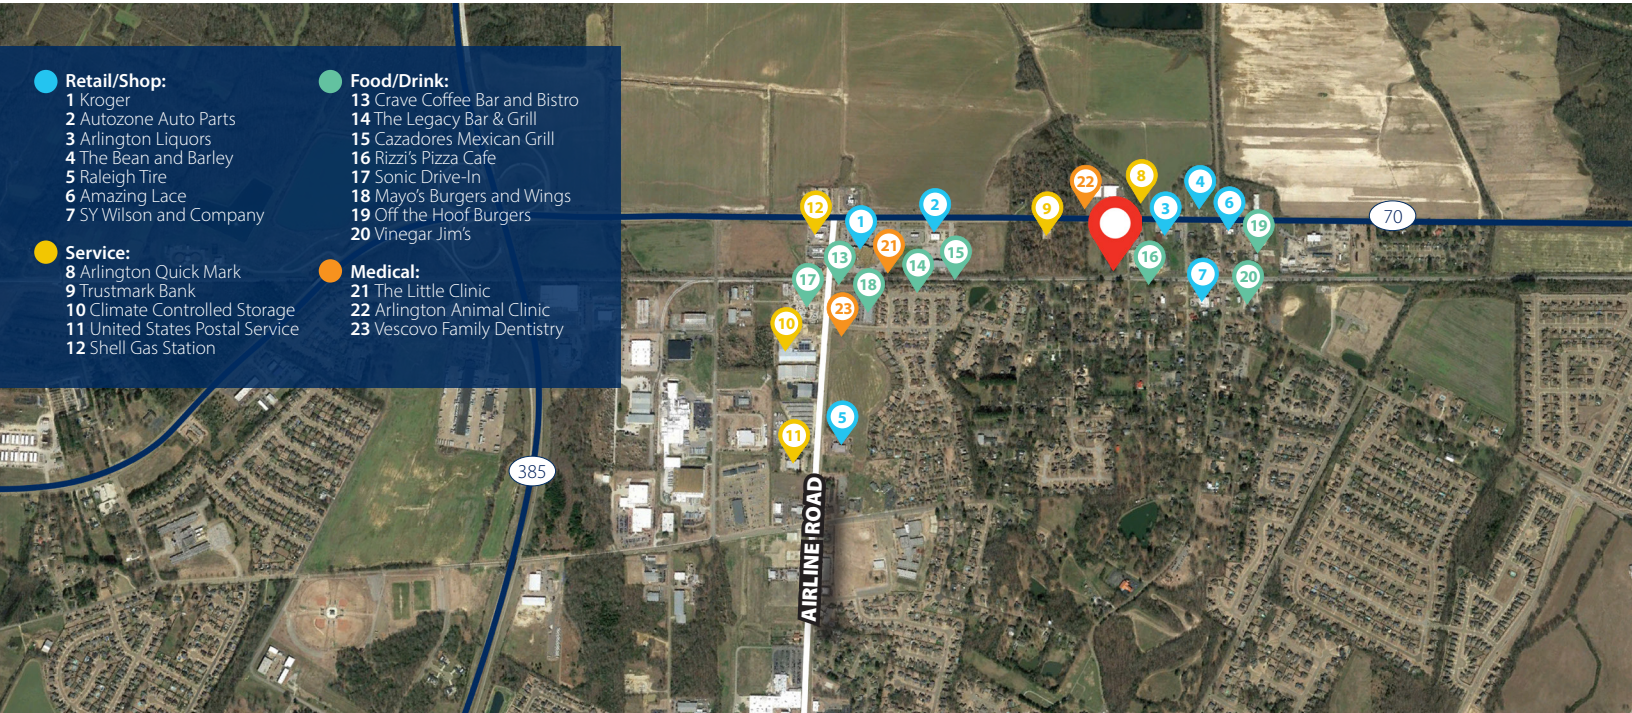 Retail/Shop:
1 Kroger
2 Autozone Auto Parts
3 Arlington Liquors
4 The Bean and Barley
5 Raleigh Tire
6 Amazing Lace
7 SY Wilson and Company
Service:
8 Arlington Quick Mark
9 Trustmark Bank
10 Climate Controlled Storage
11 United States Postal Service
12 Shell Gas Station
Food/Drink:
13 Crave Coffee Bar and Bistro
14 The Legacy Bar & Grill
15 Cazadores Mexican Grill
16 Rizzi's Pizza Cafe
17 Sonic Drive-In
18 Mayo's Burgers and Wings
19 Off the Hoof Burgers
20 Vinegar Jim's
Medical:
21 The Little Clinic
22 Arlington Animal Clinic
23 Vescovo Family Dentistry
8
22
4
2
6
12
9
3
70
1
19
21
15
13
16
14
7
20
17
18
23
10
5
11
385
AIRLINE ROAD